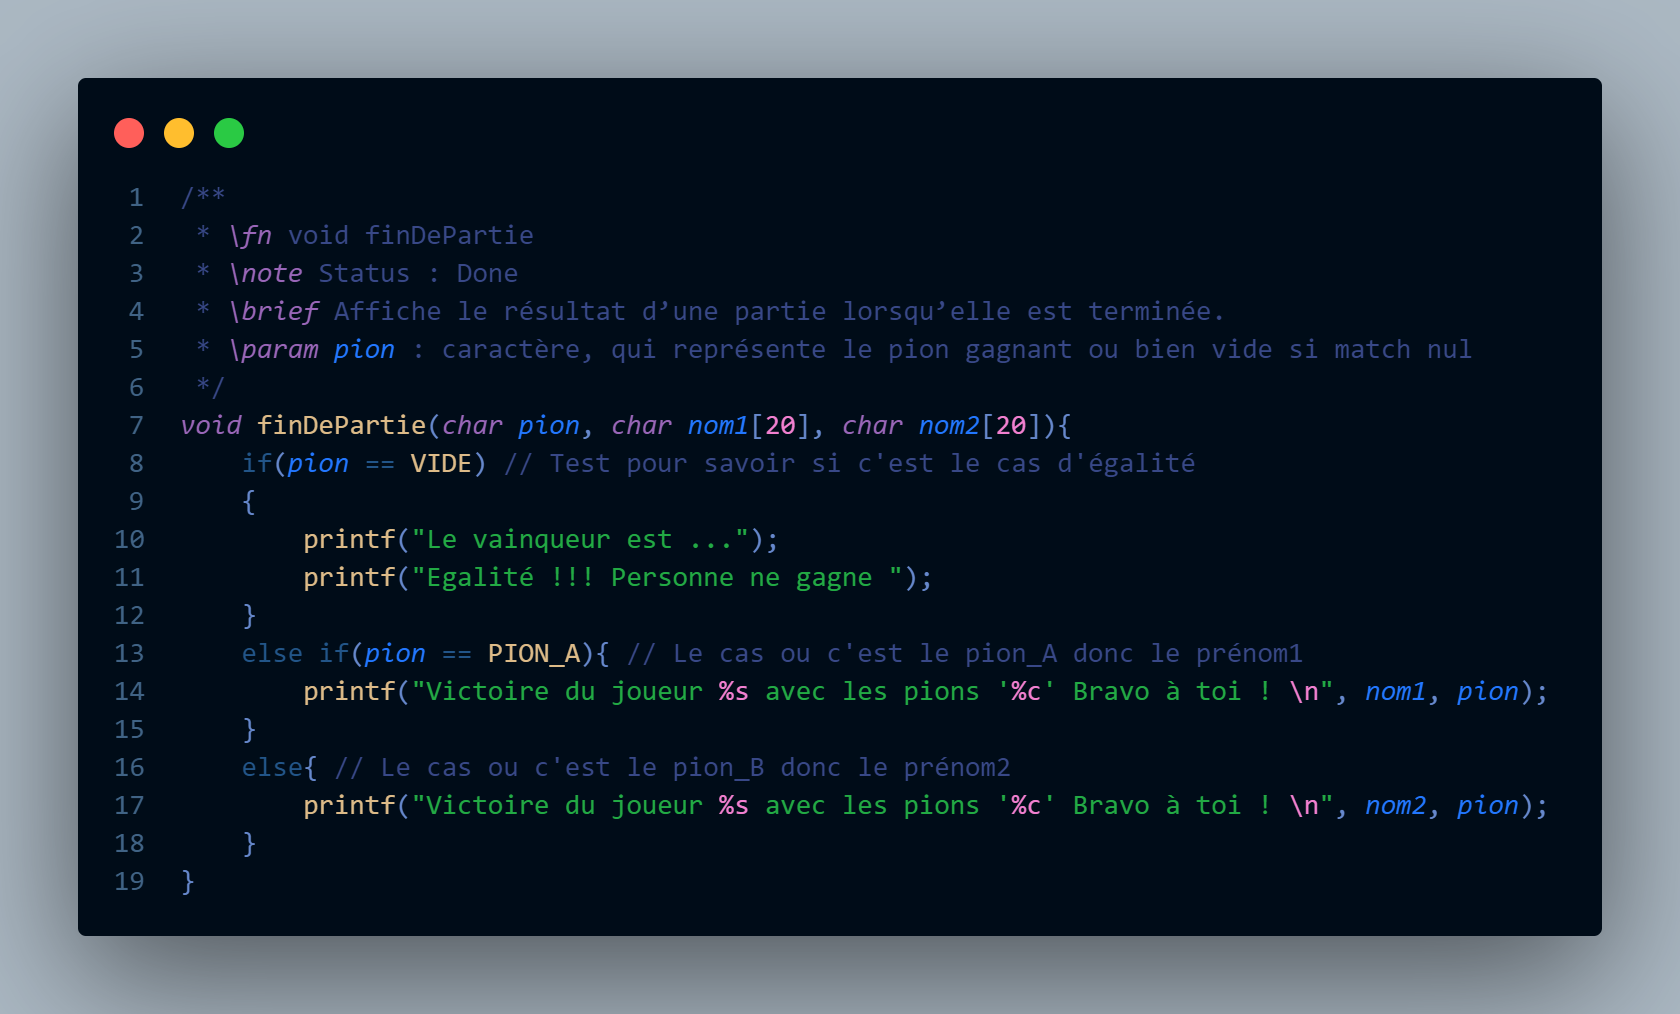 1 /**
2  * \fn void finDePartie
3  * \note Status : Done
4  * \brief Affiche le résultat d’une partie lorsqu’elle est terminée.
5  * \param pion : caractère, qui représente le pion gagnant ou bien vide si match nul
6  */
7 void finDePartie(char pion, char nom1[20], char nom2[20]){
8     if(pion == VIDE) // Test pour savoir si c'est le cas d'égalité
9     {
10         printf("Le vainqueur est ...");
11         printf("Egalité !!! Personne ne gagne ");
12     }
13     else if(pion == PION_A){ // Le cas ou c'est le pion_A donc le prénom1
14         printf("Victoire du joueur %s avec les pions '%c' Bravo à toi ! \n", nom1, pion);
15     }
16     else{ // Le cas ou c'est le pion_B donc le prénom2
17         printf("Victoire du joueur %s avec les pions '%c' Bravo à toi ! \n", nom2, pion);
18     }
19 }